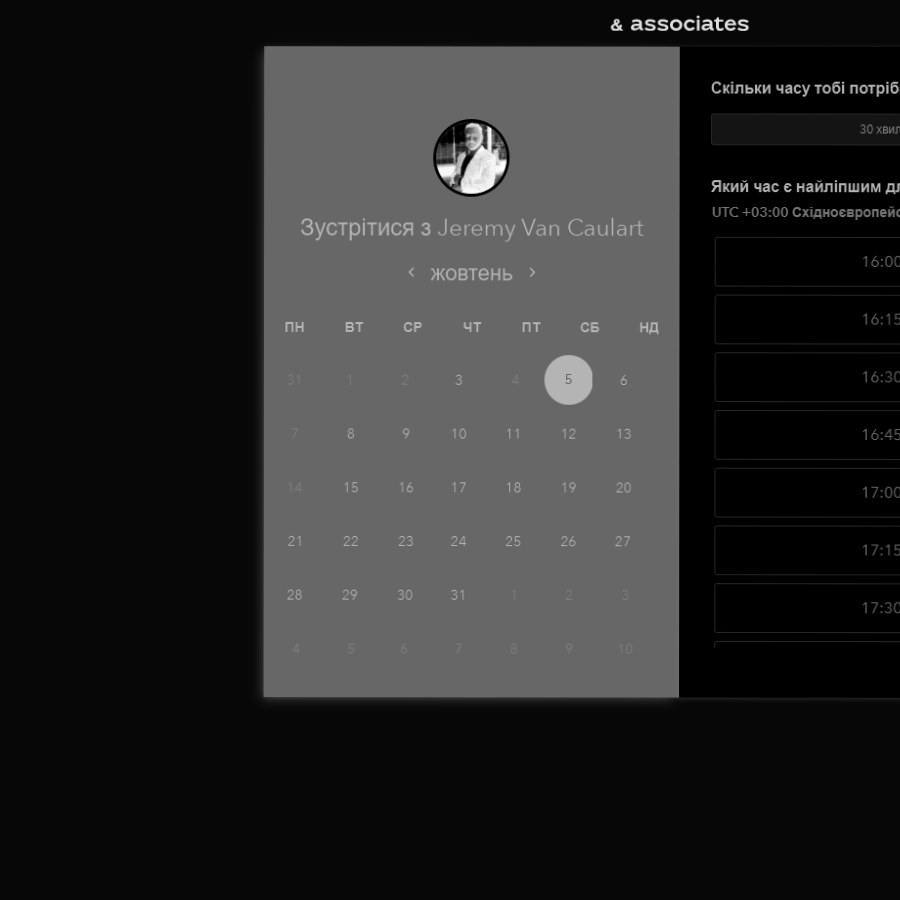 & associates
Зустрітися з Jeremy Van Caulart
жовтень
ПН ВТ СР ЧТ ПТ СБ НД
31 1 2 3 4 5 6
7 8 9 10 11 12 13
14 15 16 17 18 19 20
21 22 23 24 25 26 27
28 29 30 31 1 2 3
4 5 6 7 8 9 10
Скільки часу тобі потріб
30 хвил
Який час є найліпшим дл
UTC +03:00 Східноєвропейс
16:00
16:15
16:30
16:45
17:00
17:15
17:30